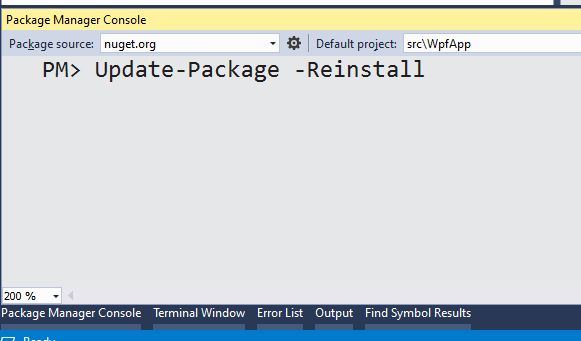 Package Manager Console
Package source: nuget.org Default project: src\WpfApp
PM> Update-Package -Reinstall
200 %
Package Manager Console Terminal Window Error List Output Find Symbol Results
Ready